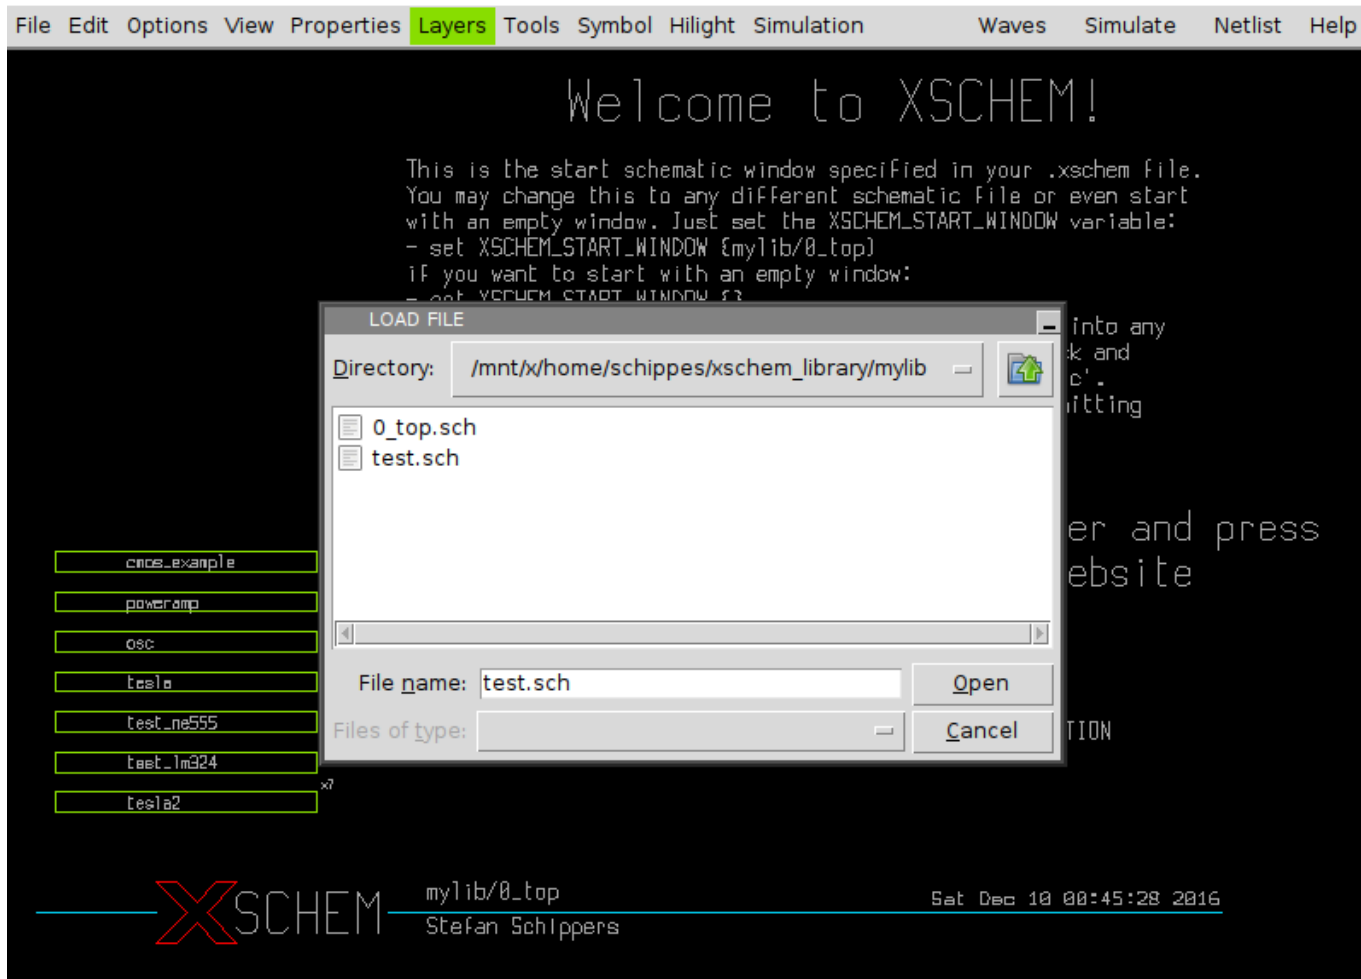 File Edit Options View Properties Layers Tools Symbol Hilight Simulation Waves Simulate Netlist Help
Welcome to XSCHEM!
This is the start schematic window specified in your .xschem file.
You may change this to any different schematic file or even start
with an empty window. Just set the XSCHEM_START_WINDOW variable:
- set XSCHEM_START_WINDOW {mylib/0_top}
if you want to start with an empty window:
- set XSCHEM_START_WINDOW {}
LOAD FILE
into any
Directory: /mnt/x/home/schippes/xschem_library/mylib
k and
c'.
itting
0_top.sch
test.sch
er and press
ebsite
cmos_example
poweramp
osc
tesla
test_ne555
test_lm324
tesla2
x7
File name: test.sch Open
Files of type: Cancel
TION
XSCHEM
mylib/0_top
Stefan Schippers
Sat Dec 10 00:45:28 2016